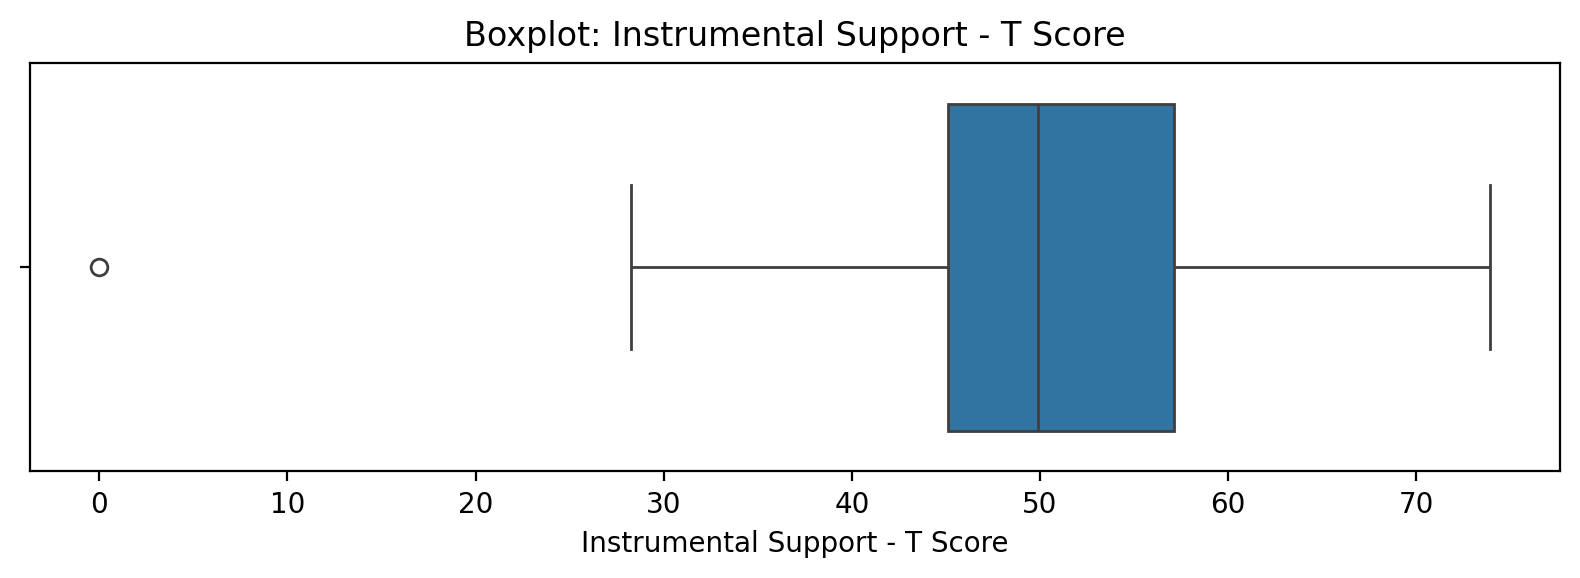 Boxplot: Instrumental Support - T Score
0 10 20 30 40 50 60 70
Instrumental Support - T Score